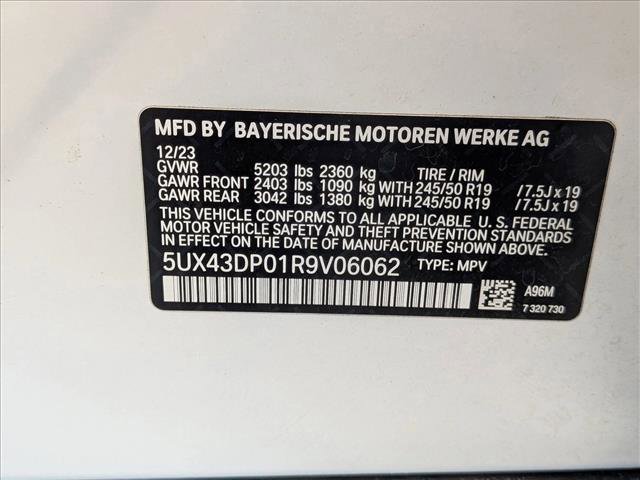 MFD BY BAYERISCHE MOTOREN WERKE AG
12/23
GVWR 5203 lbs 2360 kg TIRE / RIM
GAWR FRONT 2403 lbs 1090 kg WITH 245/50 R19 /7.5J x 19
GAWR REAR 3042 lbs 1380 kg WITH 245/50 R19 /7.5J x 19
THIS VEHICLE CONFORMS TO ALL APPLICABLE U. S. FEDERAL
MOTOR VEHICLE SAFETY AND THEFT PREVENTION STANDARDS
IN EFFECT ON THE DATE OF MANUFACTURE SHOWN ABOVE.
5UX43DP01R9V06062 TYPE: MPV
A96M
7 320 730